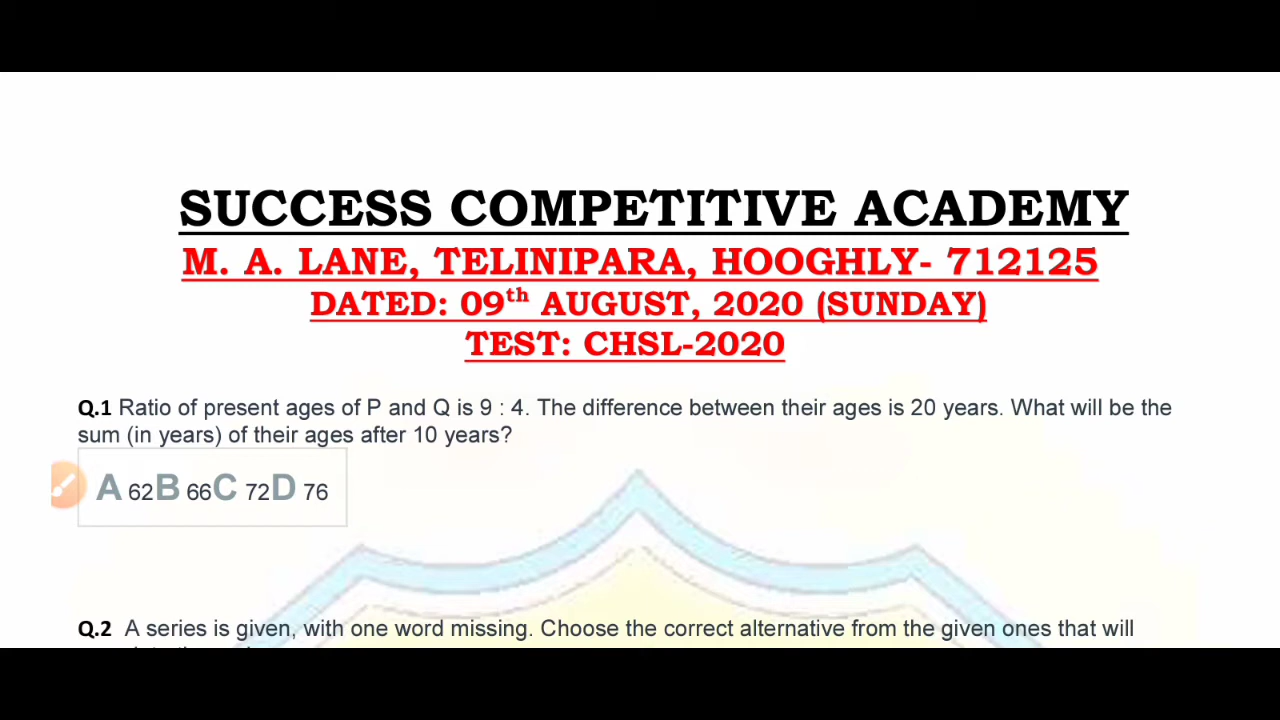 SUCCESS COMPETITIVE ACADEMY
M. A. LANE, TELINIPARA, HOOGHLY- 712125
DATED: 09th AUGUST, 2020 (SUNDAY)
TEST: CHSL-2020
Q.1 Ratio of present ages of P and Q is 9 : 4. The difference between their ages is 20 years. What will be the
sum (in years) of their ages after 10 years?
A 62B 66C 72D 76
Q.2 A series is given, with one word missing. Choose the correct alternative from the given ones that will